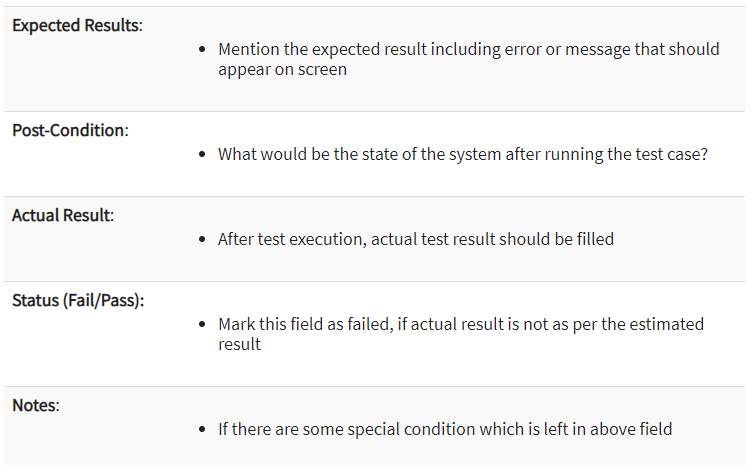 Expected Results:
• Mention the expected result including error or message that should
appear on screen
Post-Condition:
• What would be the state of the system after running the test case?
Actual Result:
• After test execution, actual test result should be filled
Status (Fail/Pass):
• Mark this field as failed, if actual result is not as per the estimated
result
Notes:
• If there are some special condition which is left in above field